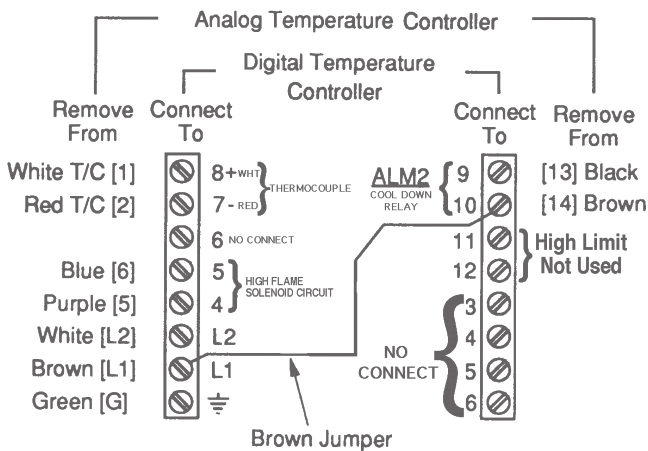 Analog Temperature Controller
Digital Temperature
Controller
Remove
From
Connect
To
Connect
To
Remove
From
White T/C [1]
8+ WHT
Red T/C [2]
7- RED
THERMOCOUPLE
6 NO CONNECT
Blue [6]
5
Purple [5]
4
HIGH FLAME
SOLENOID CIRCUIT
White [L2]
L2
Brown [L1]
L1
Green [G]
ALM2
COOL DOWN
RELAY
9
[13] Black
10
[14] Brown
11
12
High Limit
Not Used
NO
CONNECT
3
4
5
6
Brown Jumper